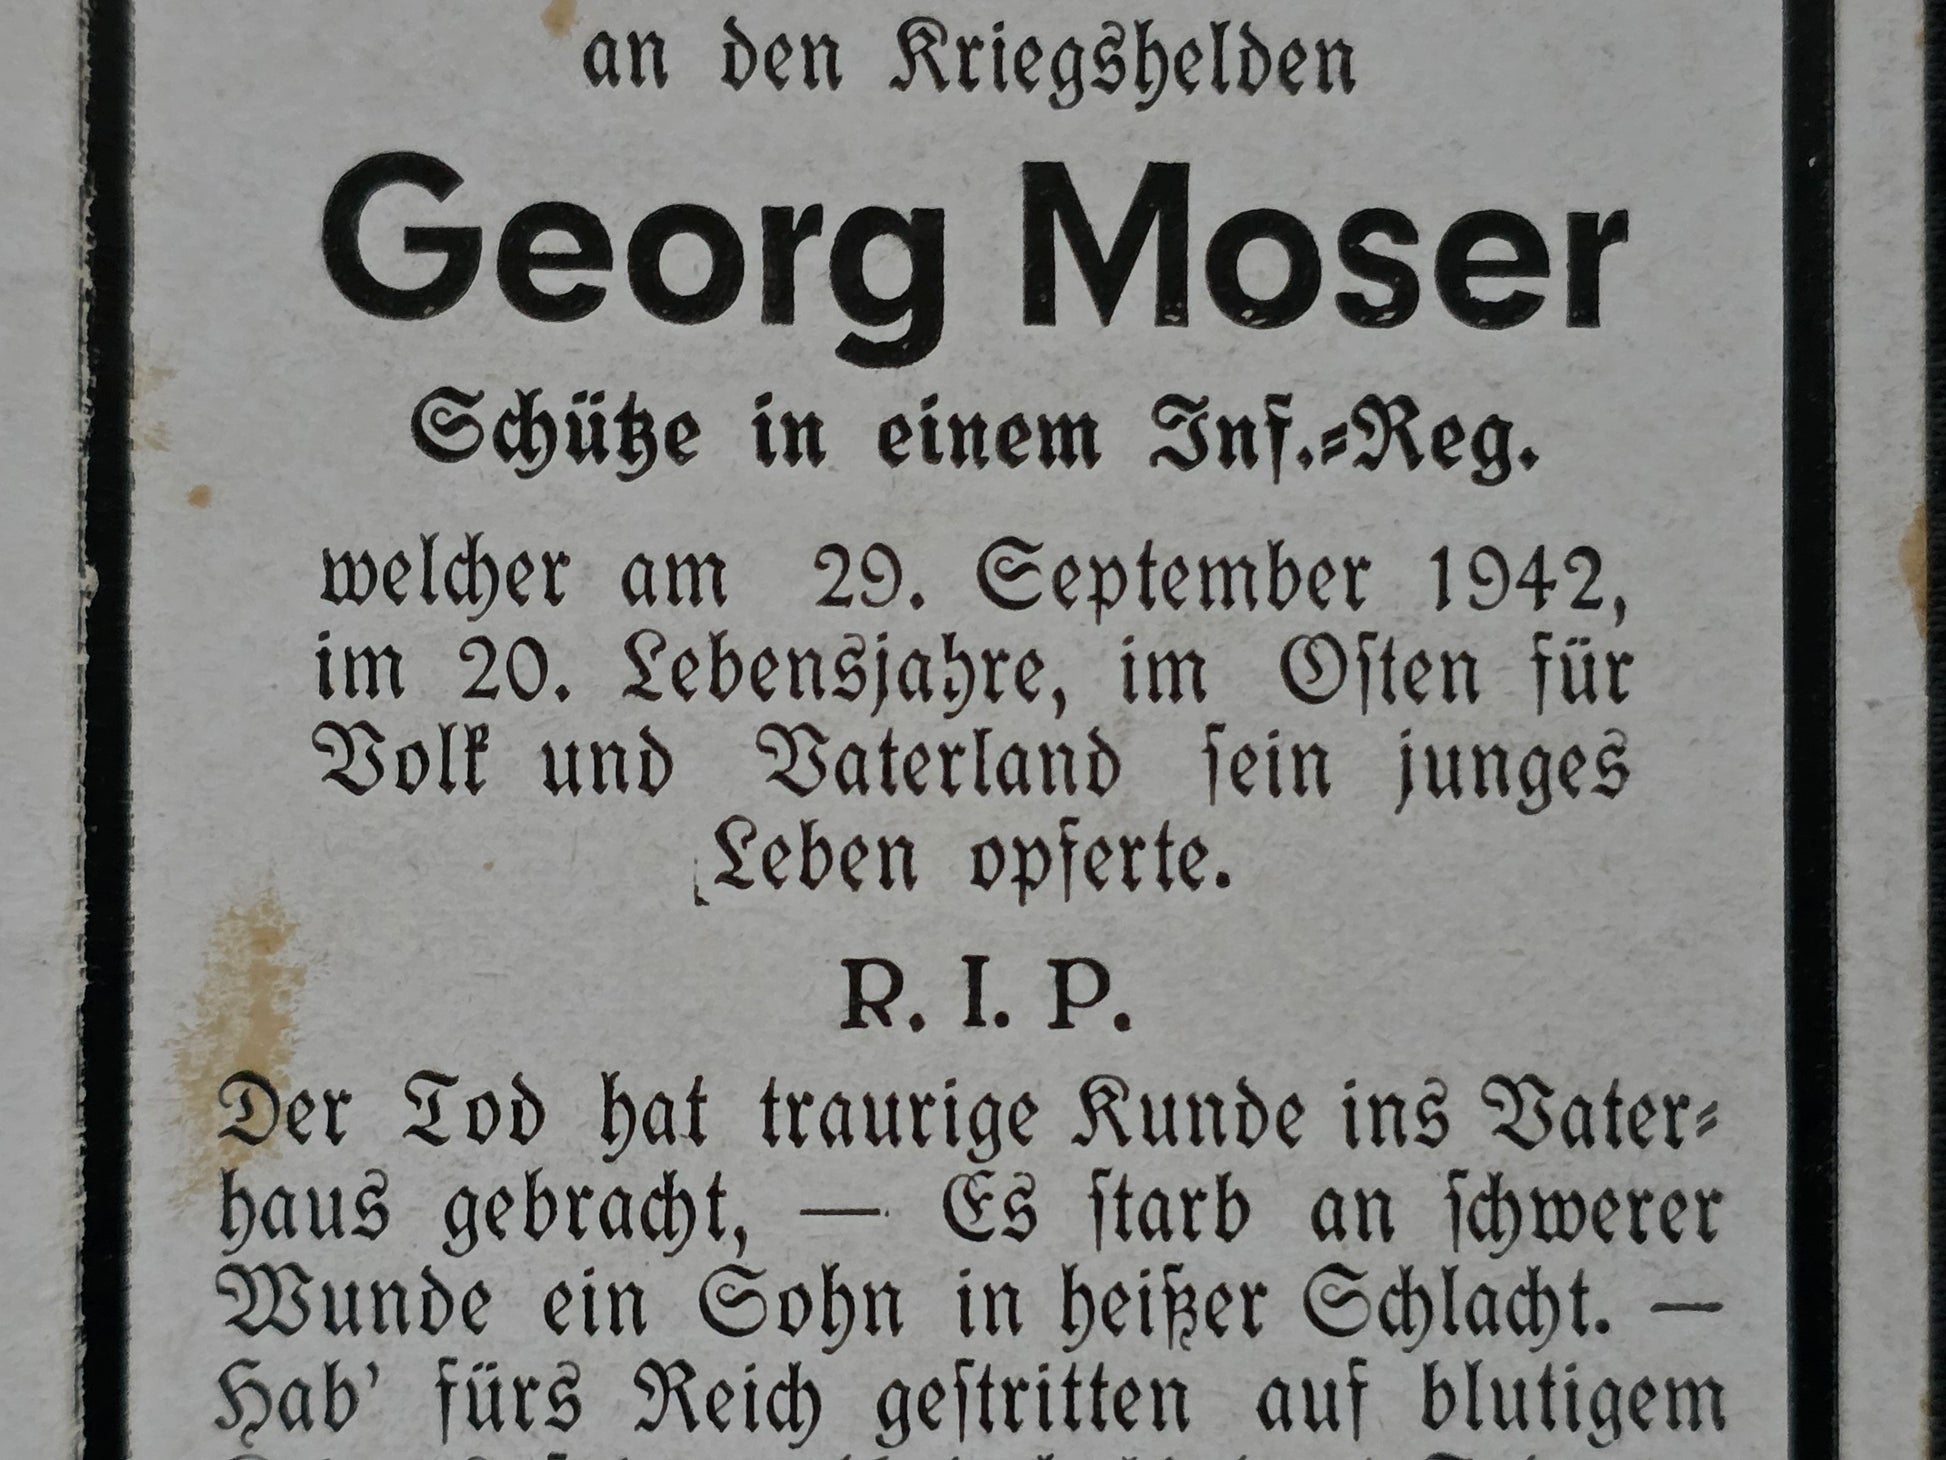 an den Kriegshelden
Georg Moser
Schütze in einem Inf.-Reg.
welcher am 29. September 1942,
im 20. Lebensjahre, im Oſten für
Volk und Vaterland ſein junges
Leben opferte.
R. I. P.
Der Tod hat traurige Kunde ins Vater-
haus gebracht, — Es ſtarb an ſchwerer
Wunde ein Sohn in heißer Schlacht. —
Hab' fürs Reich geſtritten auf blutigem